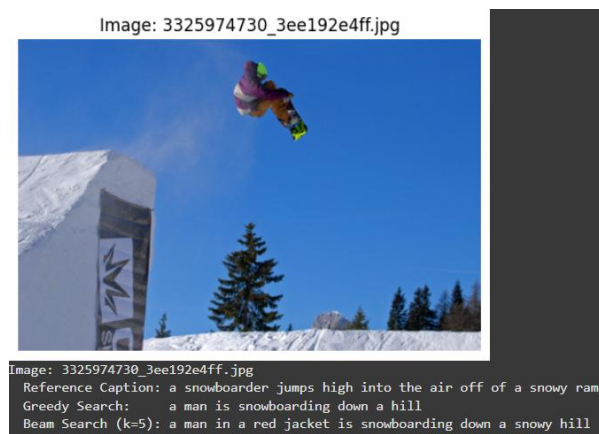 Image: 3325974730_3ee192e4ff.jpg
Image: 3325974730_3ee192e4ff.jpg
Reference Caption: a snowboarder jumps high into the air off of a snowy ram
Greedy Search: a man is snowboarding down a hill
Beam Search (k=5): a man in a red jacket is snowboarding down a snowy hill